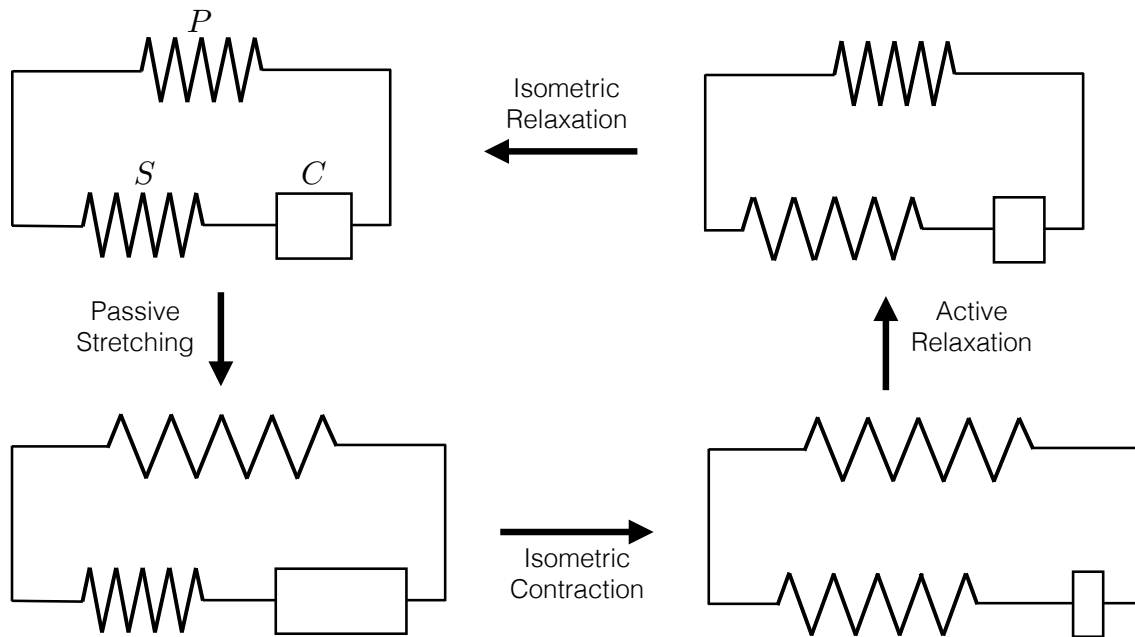 P
Isometric
Relaxation
S
C
Passive
Stretching
Active
Relaxation
Isometric
Contraction